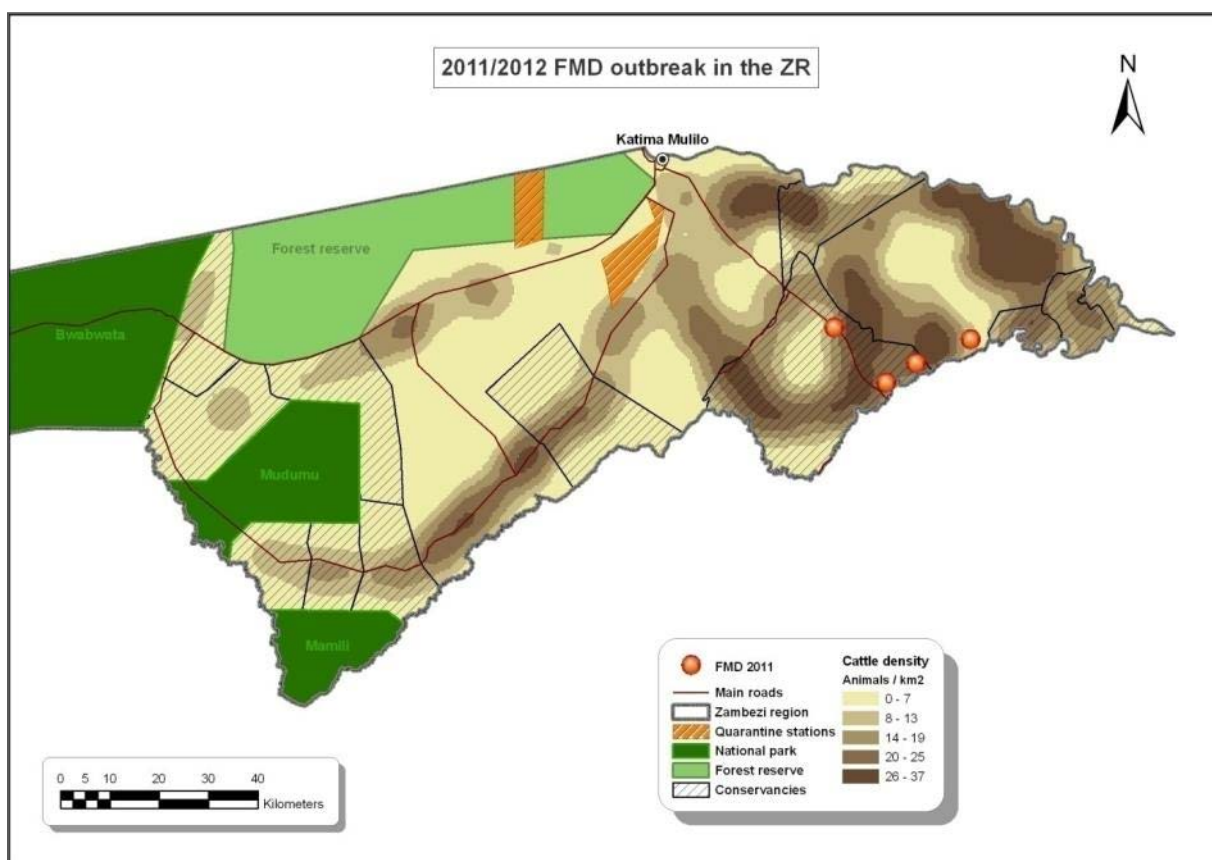 2011/2012 FMD outbreak in the ZR
N
Katima Mulilo
Forest reserve
Bwabwata
Mudumu
Mamili
FMD 2011
Main roads
Zambezi region
Quarantine stations
National park
Forest reserve
Conservancies
Cattle density
Animals / km2
0 - 7
8 - 13
14 - 19
20 - 25
26 - 37
0 5 10 20 30 40
Kilometers